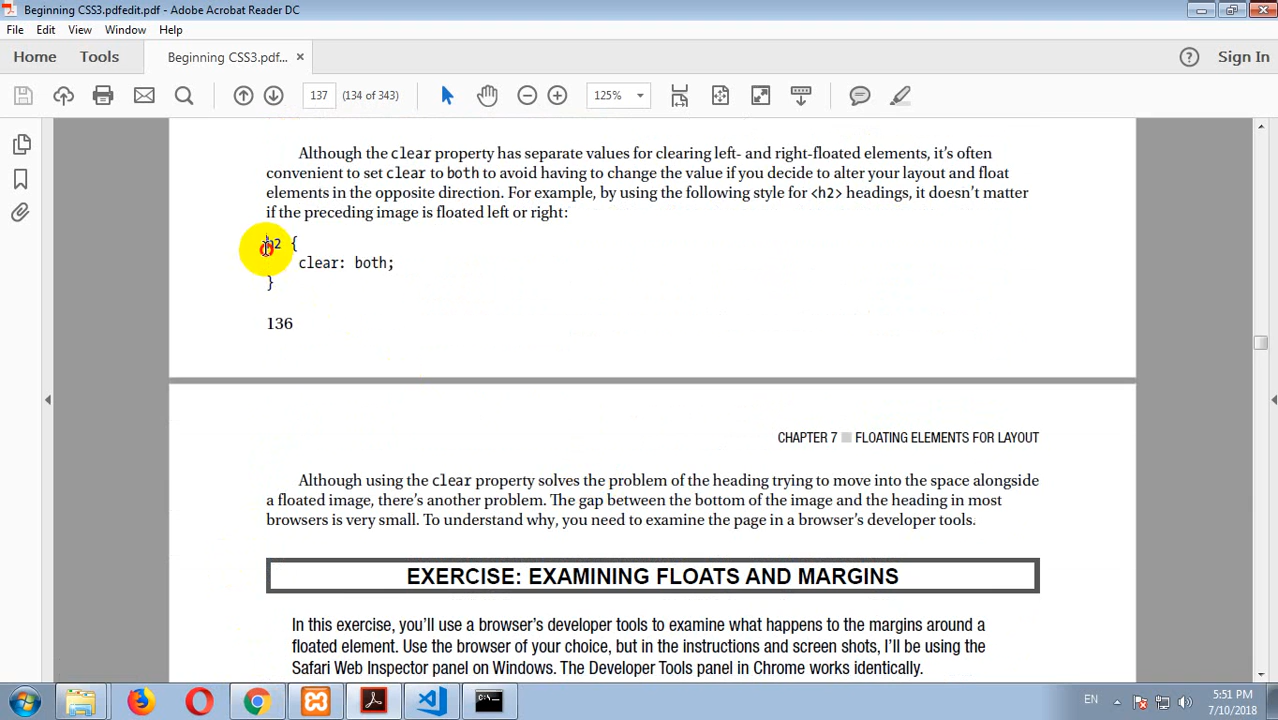 Beginning CSS3.pdfedit.pdf - Adobe Acrobat Reader DC
File Edit View Window Help
Home Tools Beginning CSS3.pdf... × Sign In
137 (134 of 343) 125%
Although the clear property has separate values for clearing left- and right-floated elements, it's often
convenient to set clear to both to avoid having to change the value if you decide to alter your layout and float
elements in the opposite direction. For example, by using the following style for <h2> headings, it doesn't matter
if the preceding image is floated left or right:
h2 {
clear: both;
}
136
CHAPTER 7 ■ FLOATING ELEMENTS FOR LAYOUT
Although using the clear property solves the problem of the heading trying to move into the space alongside
a floated image, there's another problem. The gap between the bottom of the image and the heading in most
browsers is very small. To understand why, you need to examine the page in a browser's developer tools.
EXERCISE: EXAMINING FLOATS AND MARGINS
In this exercise, you'll use a browser's developer tools to examine what happens to the margins around a
floated element. Use the browser of your choice, but in the instructions and screen shots, I'll be using the
Safari Web Inspector panel on Windows. The Developer Tools panel in Chrome works identically.
EN 5:51 PM
7/10/2018